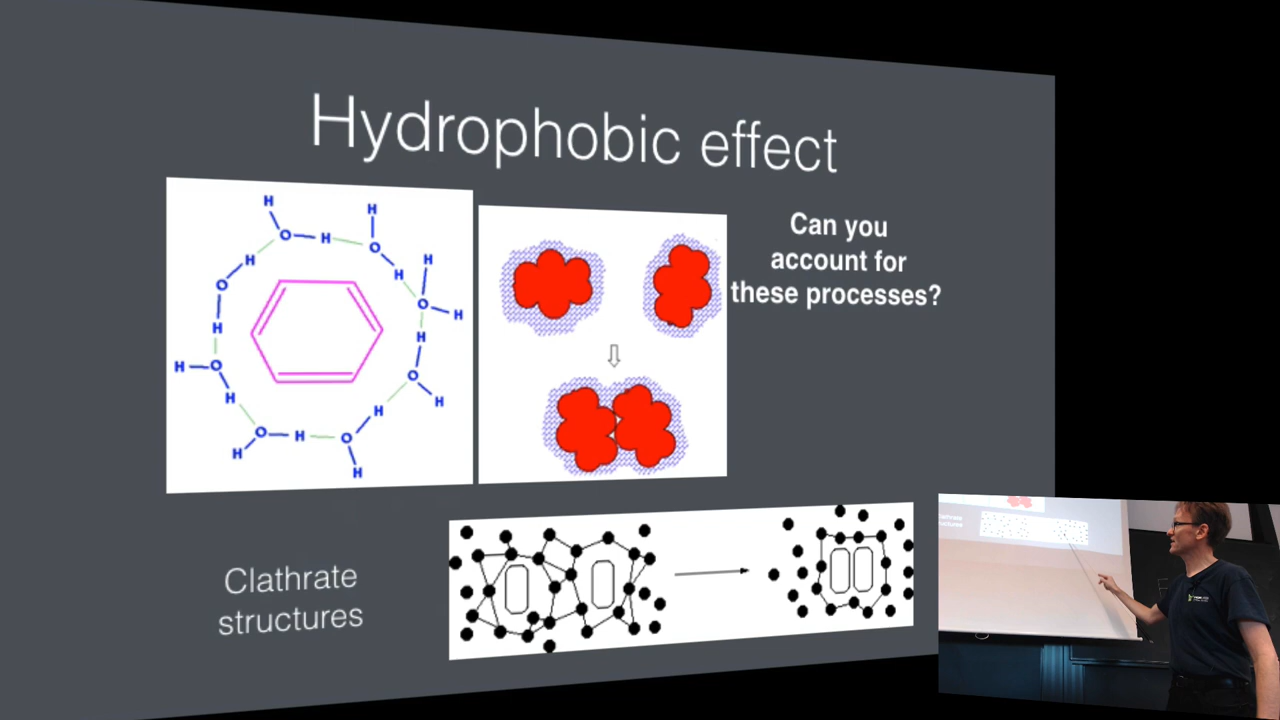 Hydrophobic effect
Can you
account for
these processes?
H
H
O
H
O
H
H
H
O
O
H
H
H
H
O
O
H
H
H
H
O
H
O
H
H
Clathrate
structures